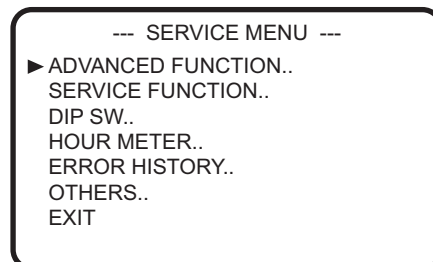 --- SERVICE MENU ---
►ADVANCED FUNCTION..
SERVICE FUNCTION..
DIP SW..
HOUR METER..
ERROR HISTORY..
OTHERS..
EXIT